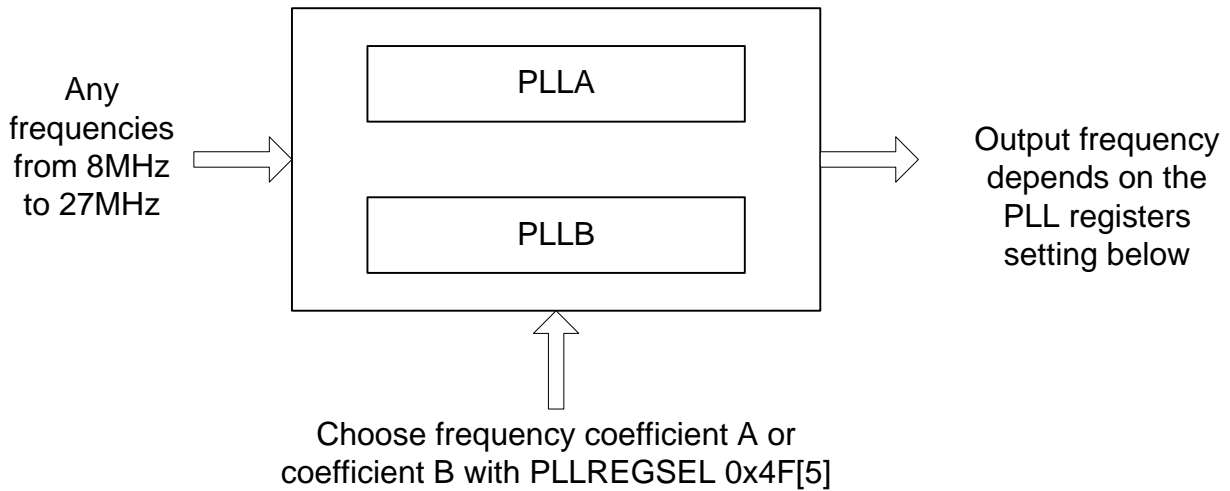 Any
frequencies
from 8MHz
to 27MHz
PLLA
PLLB
Output frequency
depends on the
PLL registers
setting below
Choose frequency coefficient A or
coefficient B with PLLREGSEL 0x4F[5]